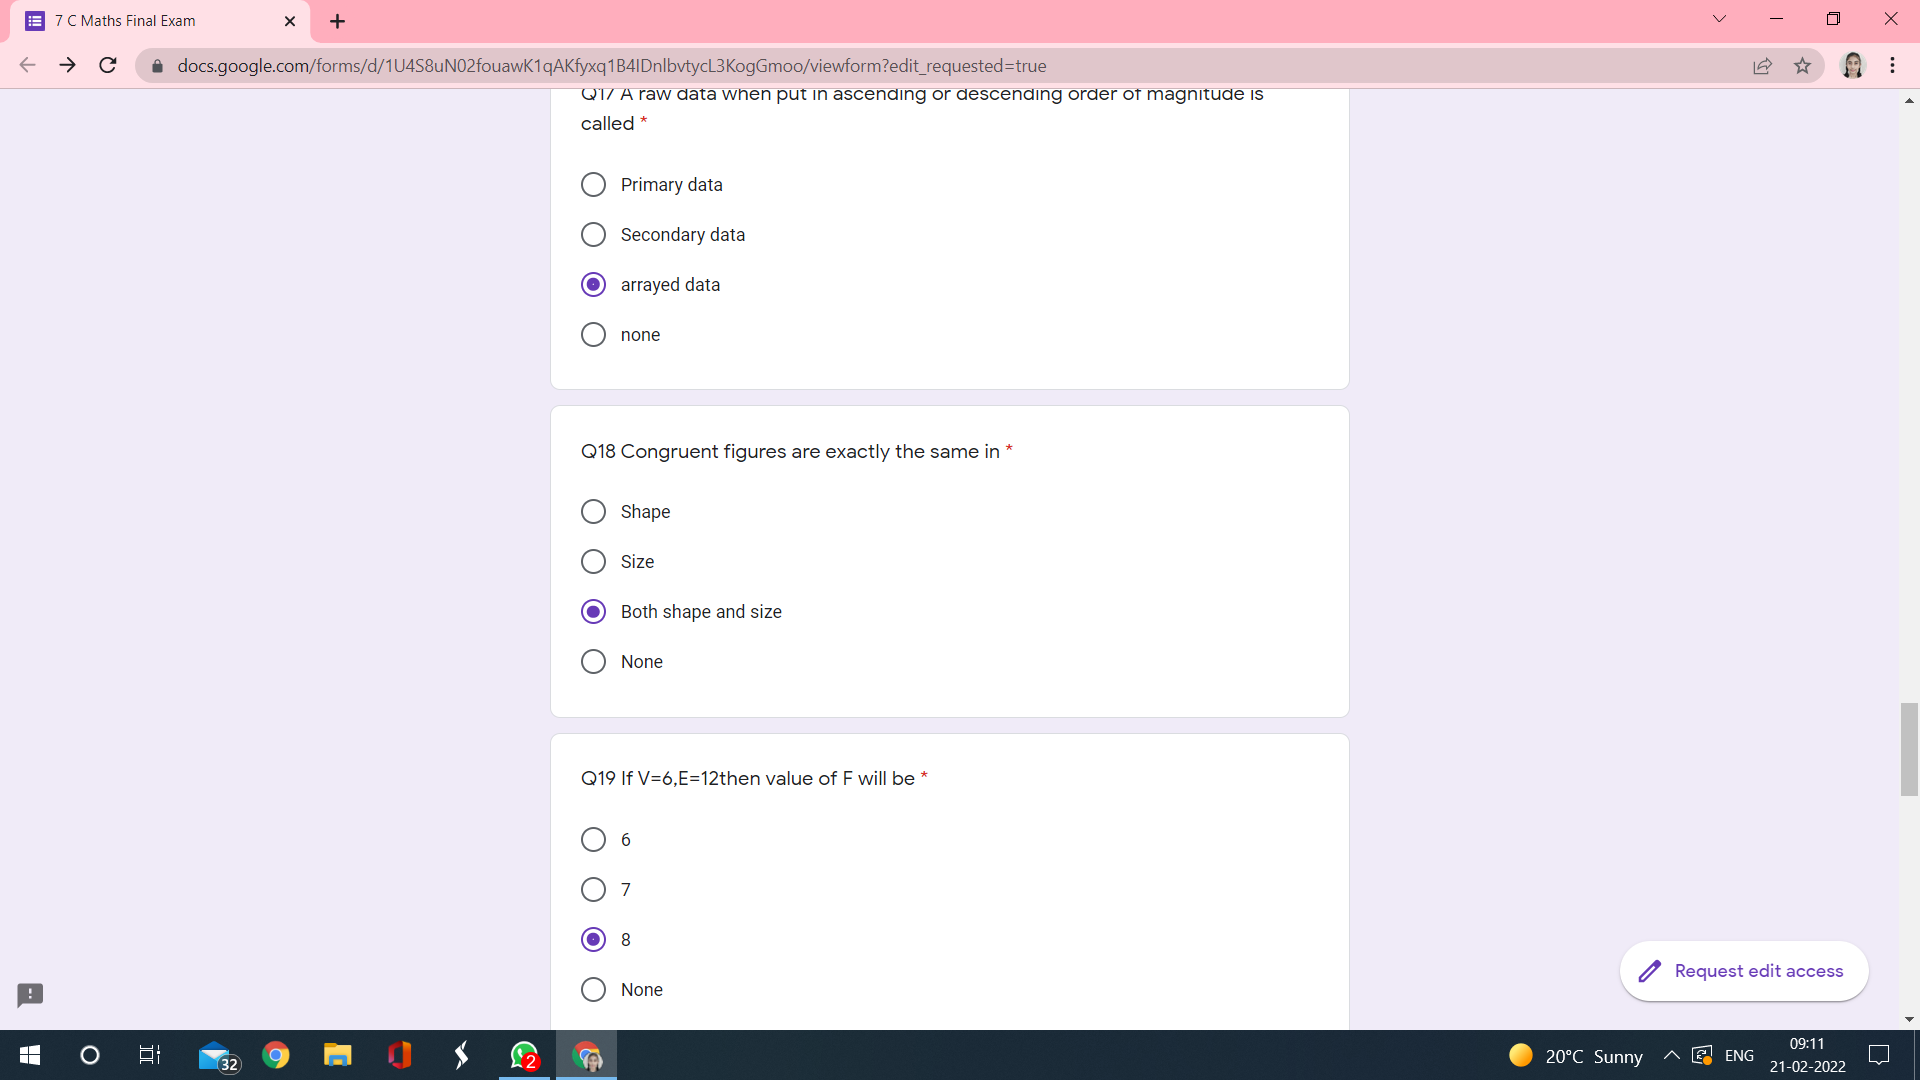 7 C Maths Final Exam
docs.google.com/forms/d/1U4S8uN02fouawK1qAKfyxq1B4IDnlbvtycL3KogGmoo/viewform?edit_requested=true
Q17 A raw data when put in ascending or descending order of magnitude is
called *
Primary data
Secondary data
arrayed data
none
Q18 Congruent figures are exactly the same in *
Shape
Size
Both shape and size
None
Q19 If V=6,E=12then value of F will be *
6
7
8
None
Request edit access
32
2
20°C Sunny
ENG
09:11
21-02-2022